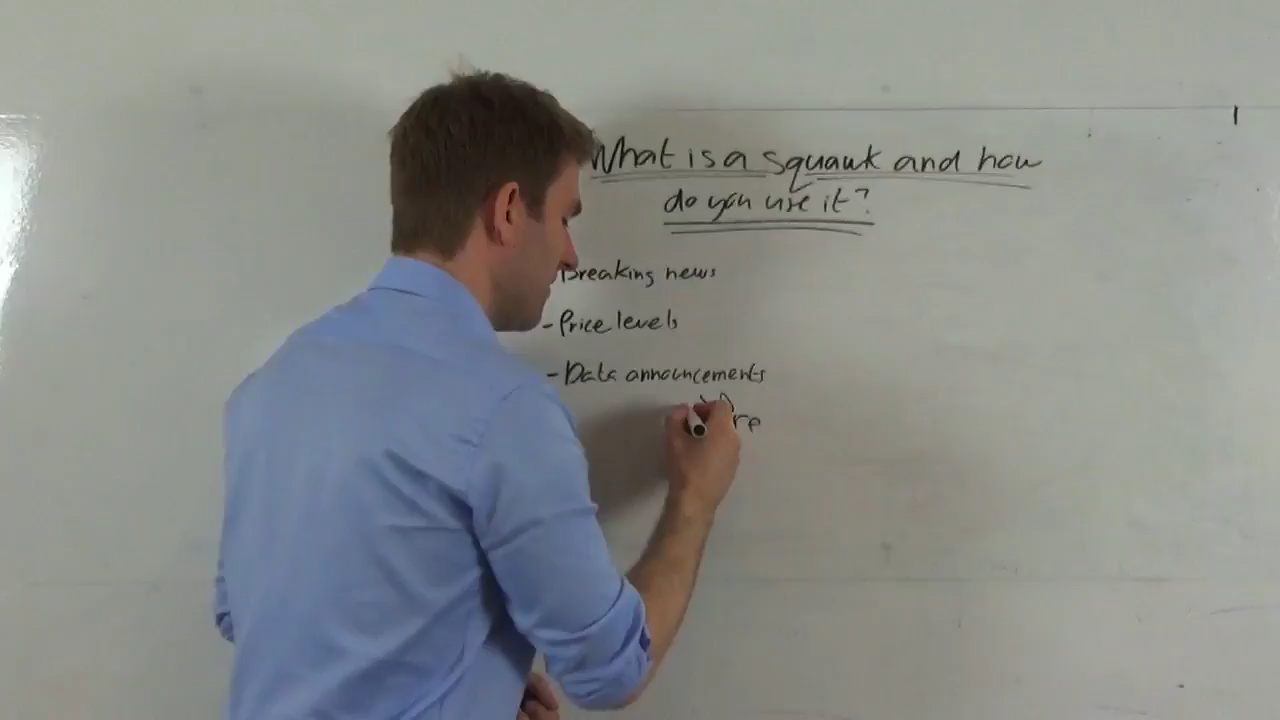 What is a squawk and how
do you use it?
- Breaking news
- Price levels
- Data announcements